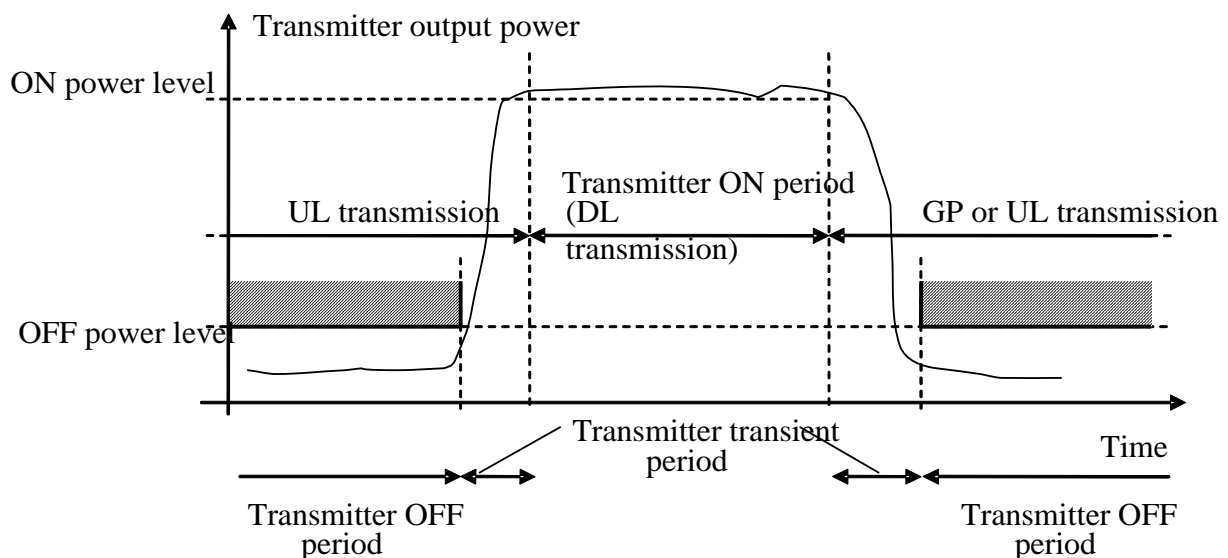 Transmitter output power
ON power level
Transmitter ON period
UL transmission
(DL
GP or UL transmission
transmission)
OFF power level
Transmitter transient
period
Time
Transmitter OFF
period
Transmitter OFF
period